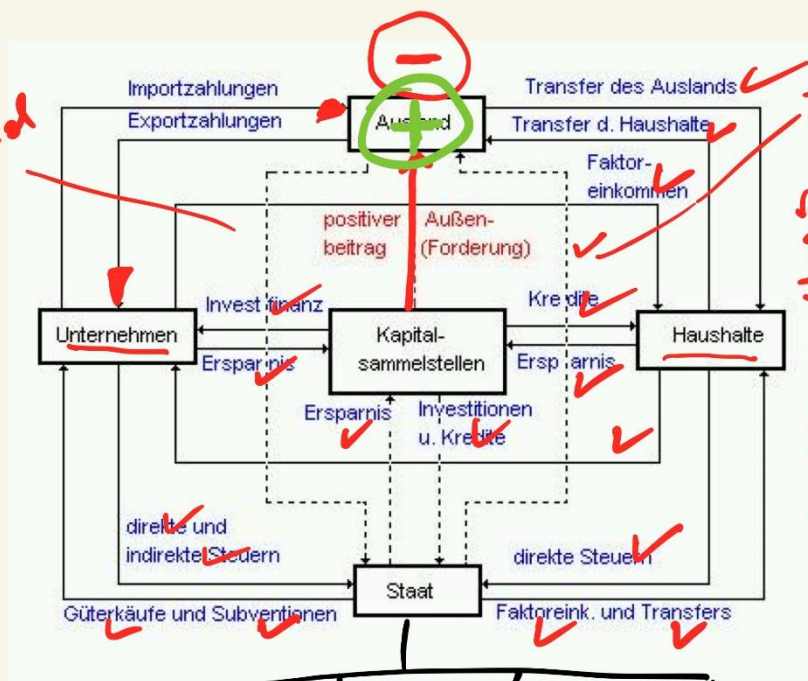 Importzahlungen
Exportzahlungen
Ausland
Transfer des Auslands
Transfer d. Haushalte
Faktor-
einkommen
positiver Außen-
beitrag (Forderung)
Invest finanz
Kredite
Unternehmen
Kapital-
sammelstellen
Haushalte
Ersparnis
Ersparnis
Ersparnis
Investitionen
u. Kredite
direkte und
indirekte Steuern
direkte Steuern
Staat
Güterkäufe und Subventionen
Faktoreink. und Transfers